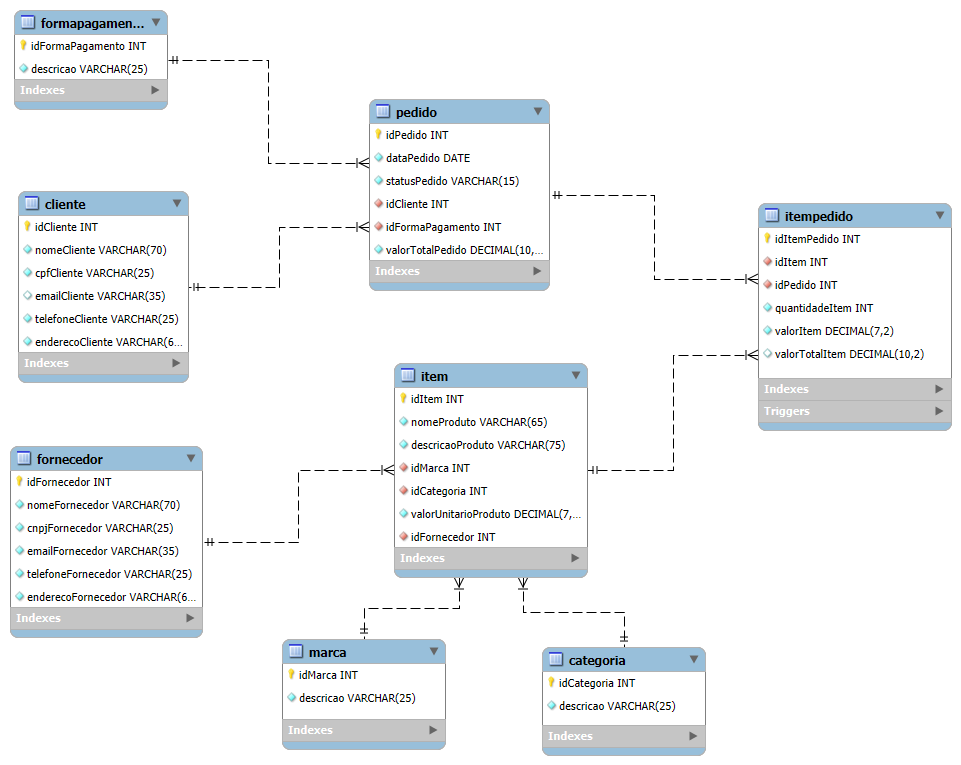 formapagamen...
idFormaPagamento INT
descricao VARCHAR(25)
Indexes
pedido
idPedido INT
dataPedido DATE
statusPedido VARCHAR(15)
idCliente INT
idFormaPagamento INT
valorTotalPedido DECIMAL(10,...
Indexes
cliente
idCliente INT
nomeCliente VARCHAR(70)
cpfCliente VARCHAR(25)
emailCliente VARCHAR(35)
telefoneCliente VARCHAR(25)
enderecoCliente VARCHAR(6...
Indexes
itempedido
idItemPedido INT
idItem INT
idPedido INT
quantidadeItem INT
valorItem DECIMAL(7,2)
valorTotalItem DECIMAL(10,2)
Indexes
Triggers
item
idItem INT
nomeProduto VARCHAR(65)
descricaoProduto VARCHAR(75)
idMarca INT
idCategoria INT
valorUnitarioProduto DECIMAL(7,...
idFornecedor INT
Indexes
fornecedor
idFornecedor INT
nomeFornecedor VARCHAR(70)
cnpjFornecedor VARCHAR(25)
emailFornecedor VARCHAR(35)
telefoneFornecedor VARCHAR(25)
enderecoFornecedor VARCHAR(6...
Indexes
marca
idMarca INT
descricao VARCHAR(25)
Indexes
categoria
idCategoria INT
descricao VARCHAR(25)
Indexes